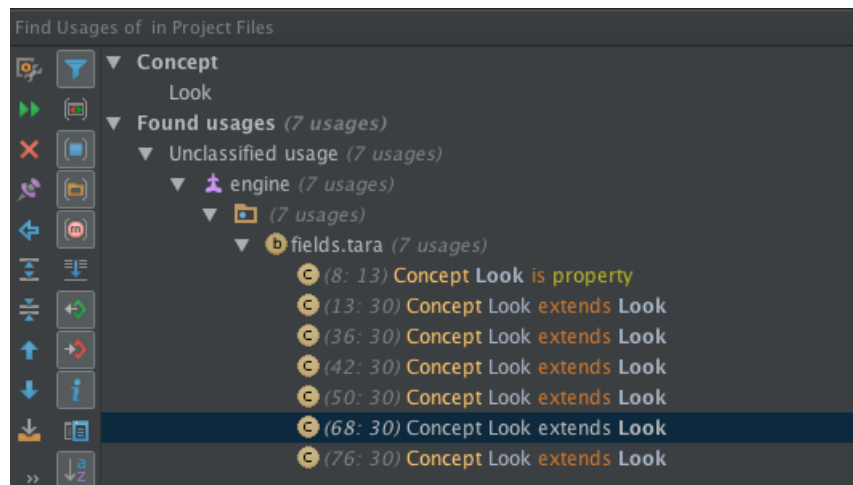 Find Usages of in Project Files
Concept
Look
Found usages (7 usages)
Unclassified usage (7 usages)
engine (7 usages)
(7 usages)
fields.tara (7 usages)
(8: 13) Concept Look is property
(13: 30) Concept Look extends Look
(36: 30) Concept Look extends Look
(42: 30) Concept Look extends Look
(50: 30) Concept Look extends Look
(68: 30) Concept Look extends Look
(76: 30) Concept Look extends Look